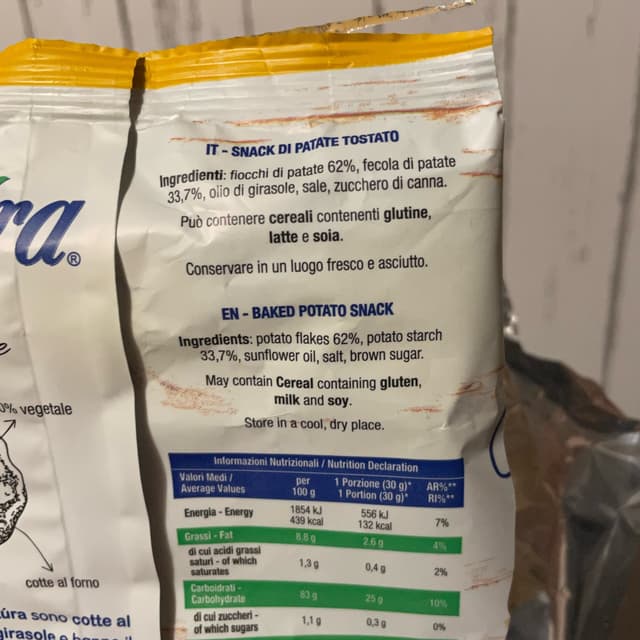 ra®
0% vegetale
cotte al forno
úra sono cotte al
girasole e
IT - SNACK DI PATATE TOSTATO
Ingredienti: fiocchi di patate 62%, fecola di patate
33,7%, olio di girasole, sale, zucchero di canna.
Può contenere cereali contenenti glutine,
latte e soia.
Conservare in un luogo fresco e asciutto.
EN - BAKED POTATO SNACK
Ingredients: potato flakes 62%, potato starch
33,7%, sunflower oil, salt, brown sugar.
May contain Cereal containing gluten,
milk and soy.
Store in a cool, dry place.
Informazioni Nutrizionali / Nutrition Declaration
Valori Medi / Average Values per 100 g 1 Porzione (30 g)* 1 Portion (30 g)* AR%** RI%**
Energia - Energy 1854 kJ 439 kcal 556 kJ 132 kcal 7%
Grassi - Fat 8,8 g 2,6 g 4%
di cui acidi grassi saturi - of which saturates 1,3 g 0,4 g 2%
Carboidrati - Carbohydrate 83 g 25 g 10%
di cui zuccheri - of which sugars 1,1 g 0,3 g 0%